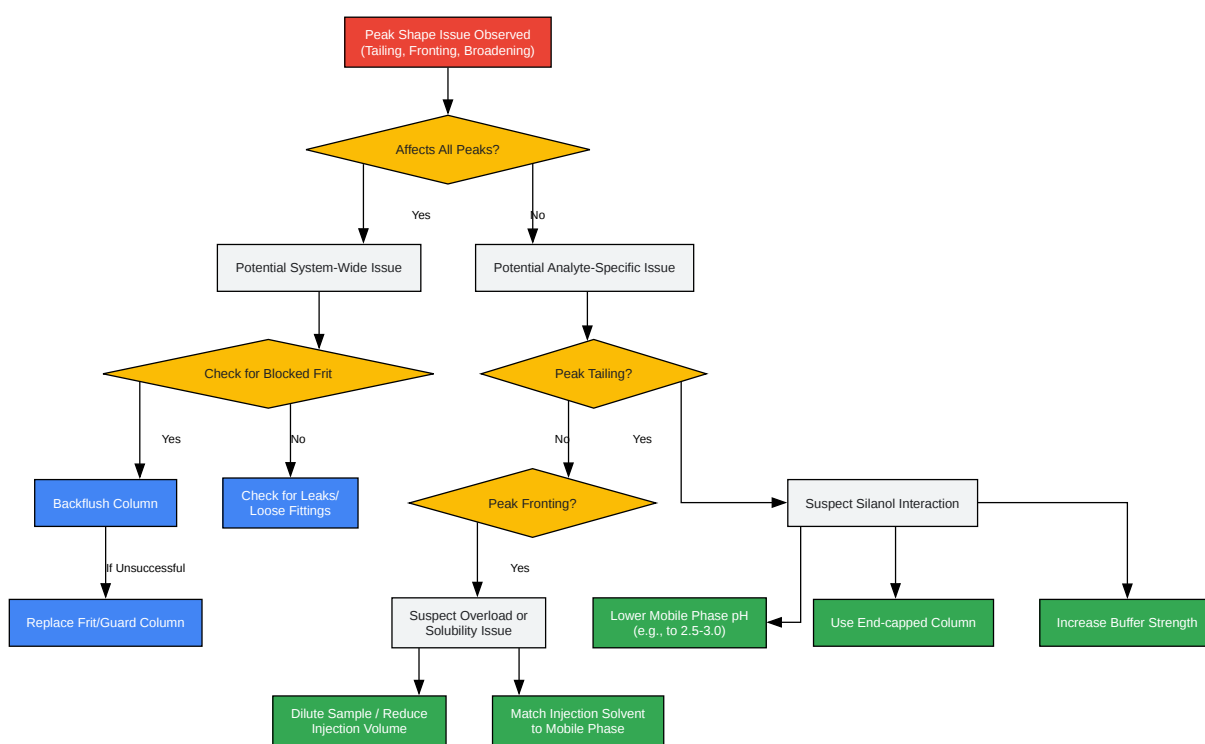 Peak Shape Issue Observed
(Tailing, Fronting, Broadening)
Affects All Peaks?
Yes
No
Potential System-Wide Issue
Potential Analyte-Specific Issue
Check for Blocked Frit
Peak Tailing?
Yes
No
No
Yes
Backflush Column
Check for Leaks/
Loose Fittings
Peak Fronting?
Suspect Silanol Interaction
If Unsuccessful
Yes
Replace Frit/Guard Column
Suspect Overload or
Solubility Issue
Lower Mobile Phase pH
(e.g., to 2.5-3.0)
Use End-capped Column
Increase Buffer Strength
Dilute Sample / Reduce
Injection Volume
Match Injection Solvent
to Mobile Phase